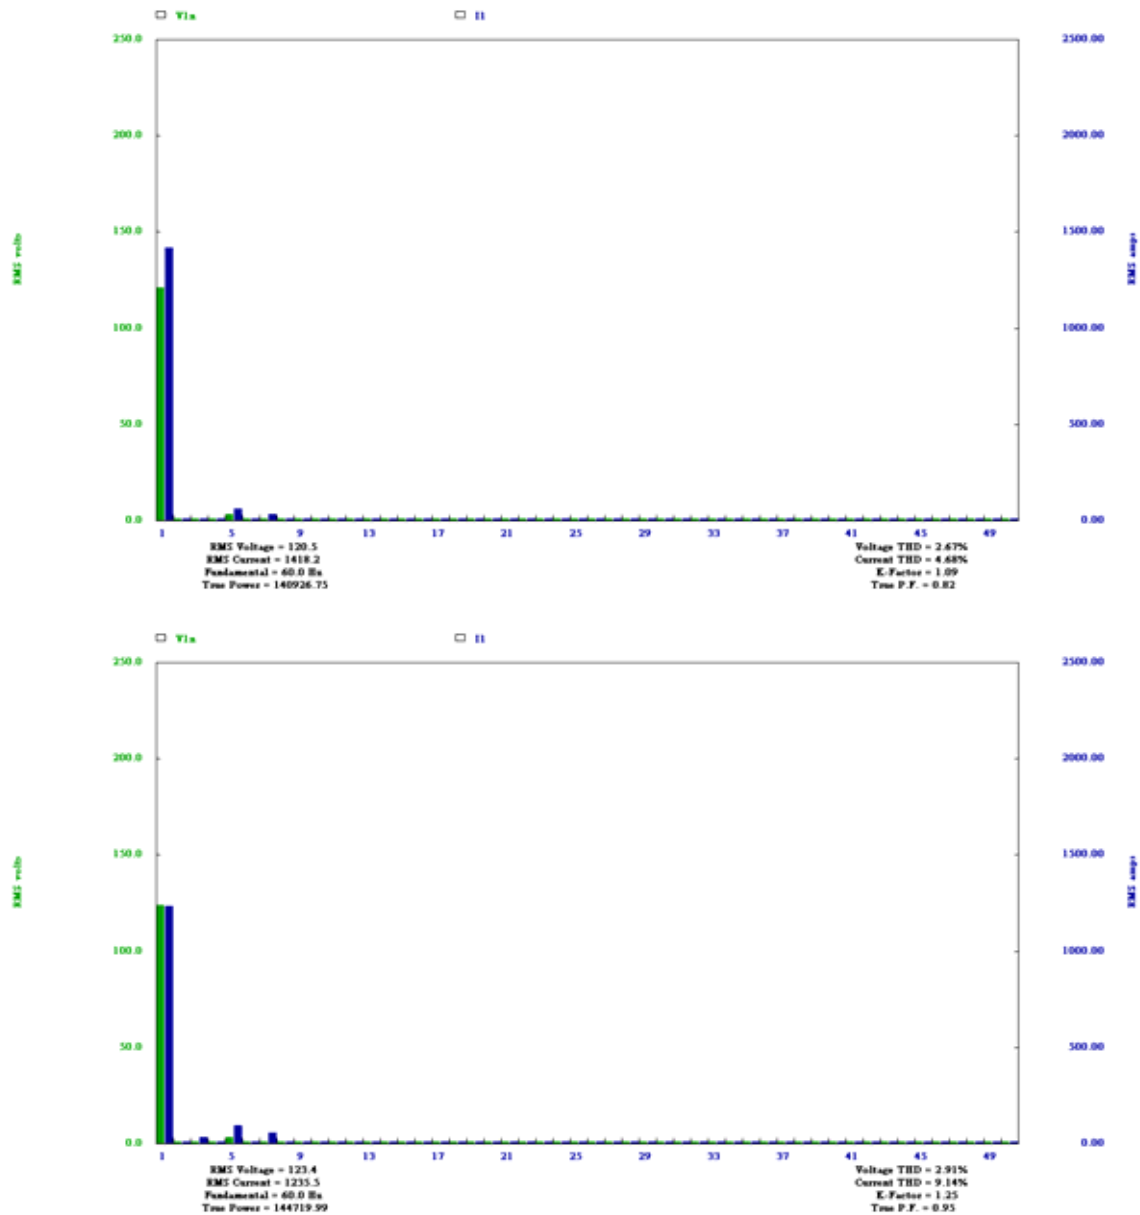 V1n I1
250.0 2500.00
200.0 2000.00
150.0 1500.00
RMS volts RMS amps
100.0 1000.00
50.0 500.00
0.0 0.00
1 5 9 13 17 21 25 29 33 37 41 45 49
RMS Voltage = 120.5 Voltage THD = 2.67%
RMS Current = 1418.2 Current THD = 4.68%
Fundamental = 60.0 Hz K-Factor = 1.09
True Power = 140926.75 True P.F. = 0.82
V1n I1
250.0 2500.00
200.0 2000.00
150.0 1500.00
RMS volts RMS amps
100.0 1000.00
50.0 500.00
0.0 0.00
1 5 9 13 17 21 25 29 33 37 41 45 49
RMS Voltage = 123.4 Voltage THD = 2.91%
RMS Current = 1235.5 Current THD = 9.14%
Fundamental = 60.0 Hz K-Factor = 1.25
True Power = 144719.99 True P.F. = 0.95